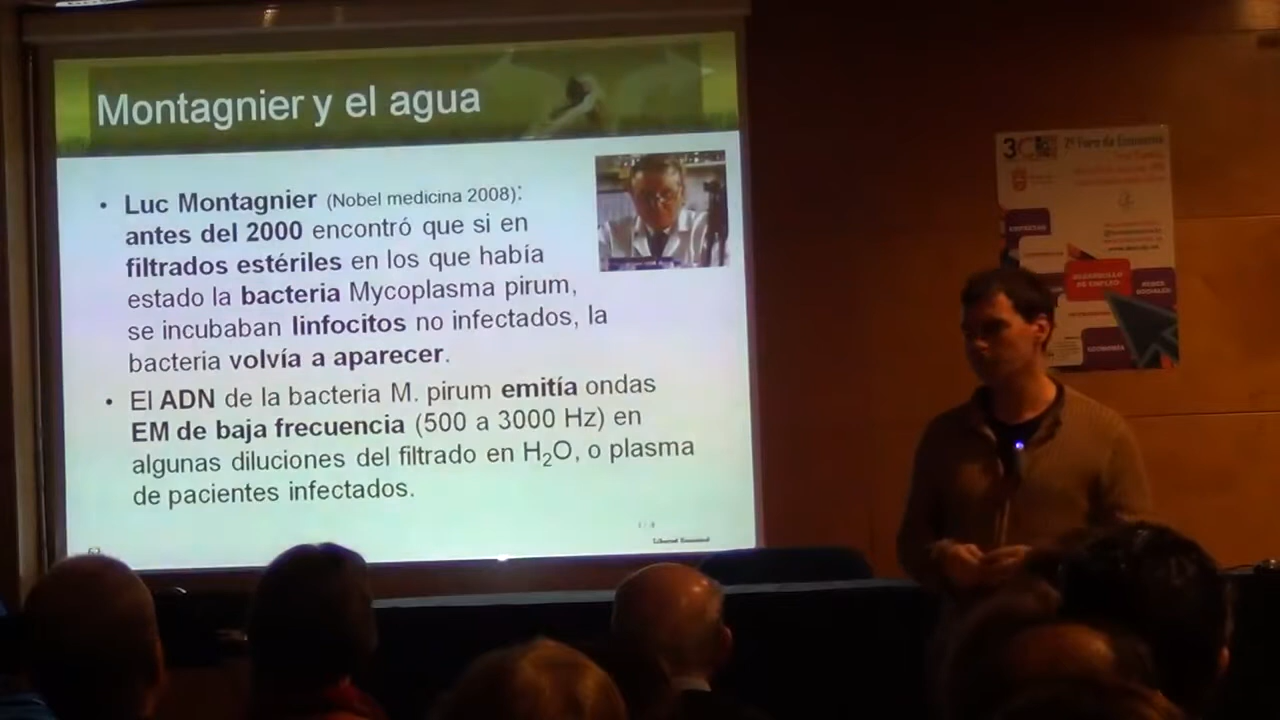 Montagnier y el agua
• Luc Montagnier (Nobel medicina 2008):
antes del 2000 encontró que si en
filtrados estériles en los que había
estado la bacteria Mycoplasma pirum,
se incubaban linfocitos no infectados, la
bacteria volvía a aparecer.
• El ADN de la bacteria M. pirum emitía ondas
EM de baja frecuencia (500 a 3000 Hz) en
algunas diluciones del filtrado en H₂O, o plasma
de pacientes infectados.
3
DESARROLLO
DE EMPLEO
REDES
SOCIALES
ECONOMÍA